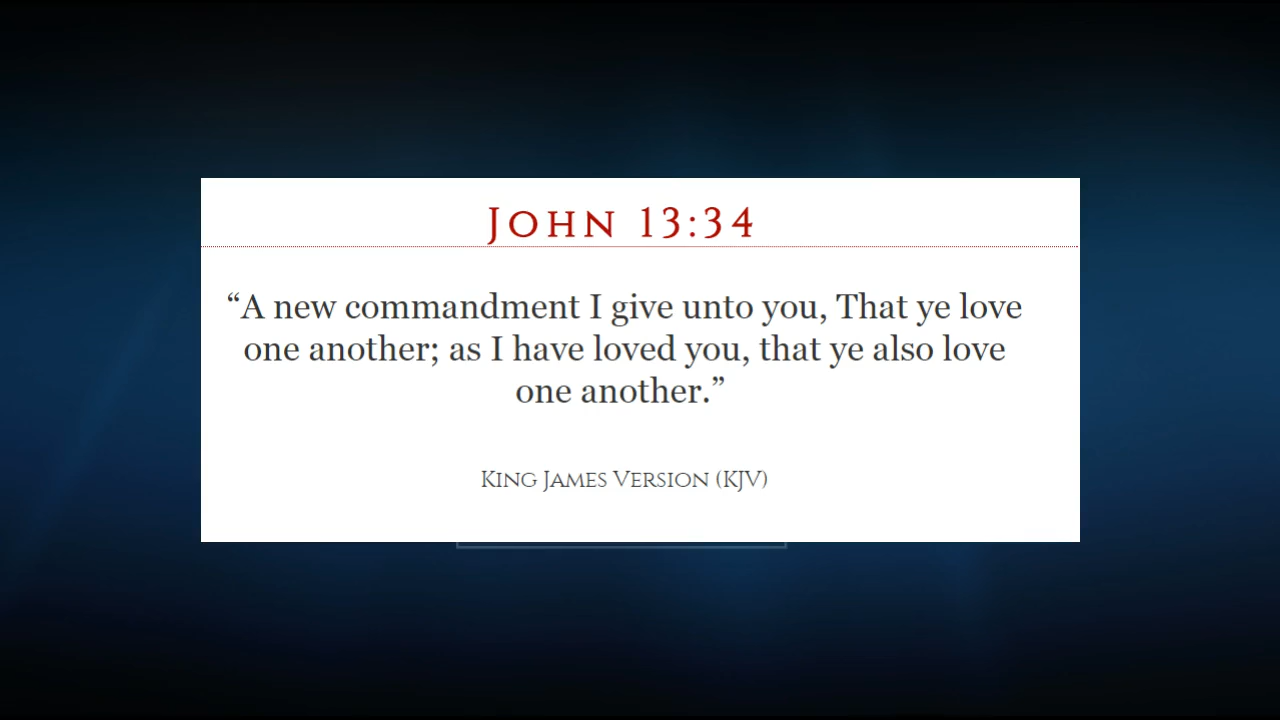 John 13:34
“A new commandment I give unto you, That ye love
one another; as I have loved you, that ye also love
one another.”
King James Version (KJV)